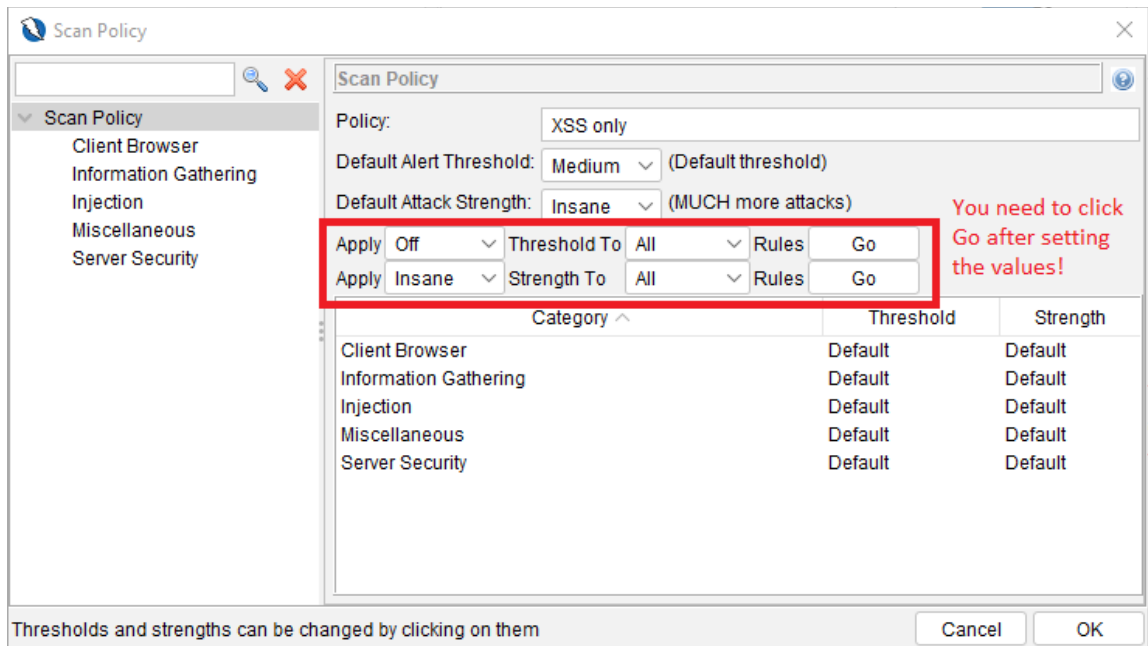 Scan Policy
Scan Policy
Scan Policy
Client Browser
Information Gathering
Injection
Miscellaneous
Server Security
Policy: XSS only
Default Alert Threshold: Medium (Default threshold)
Default Attack Strength: Insane (MUCH more attacks)
Apply Off Threshold To All Rules Go
Apply Insane Strength To All Rules Go
You need to click
Go after setting
the values!
Category Threshold Strength
Client Browser Default Default
Information Gathering Default Default
Injection Default Default
Miscellaneous Default Default
Server Security Default Default
Thresholds and strengths can be changed by clicking on them
Cancel OK